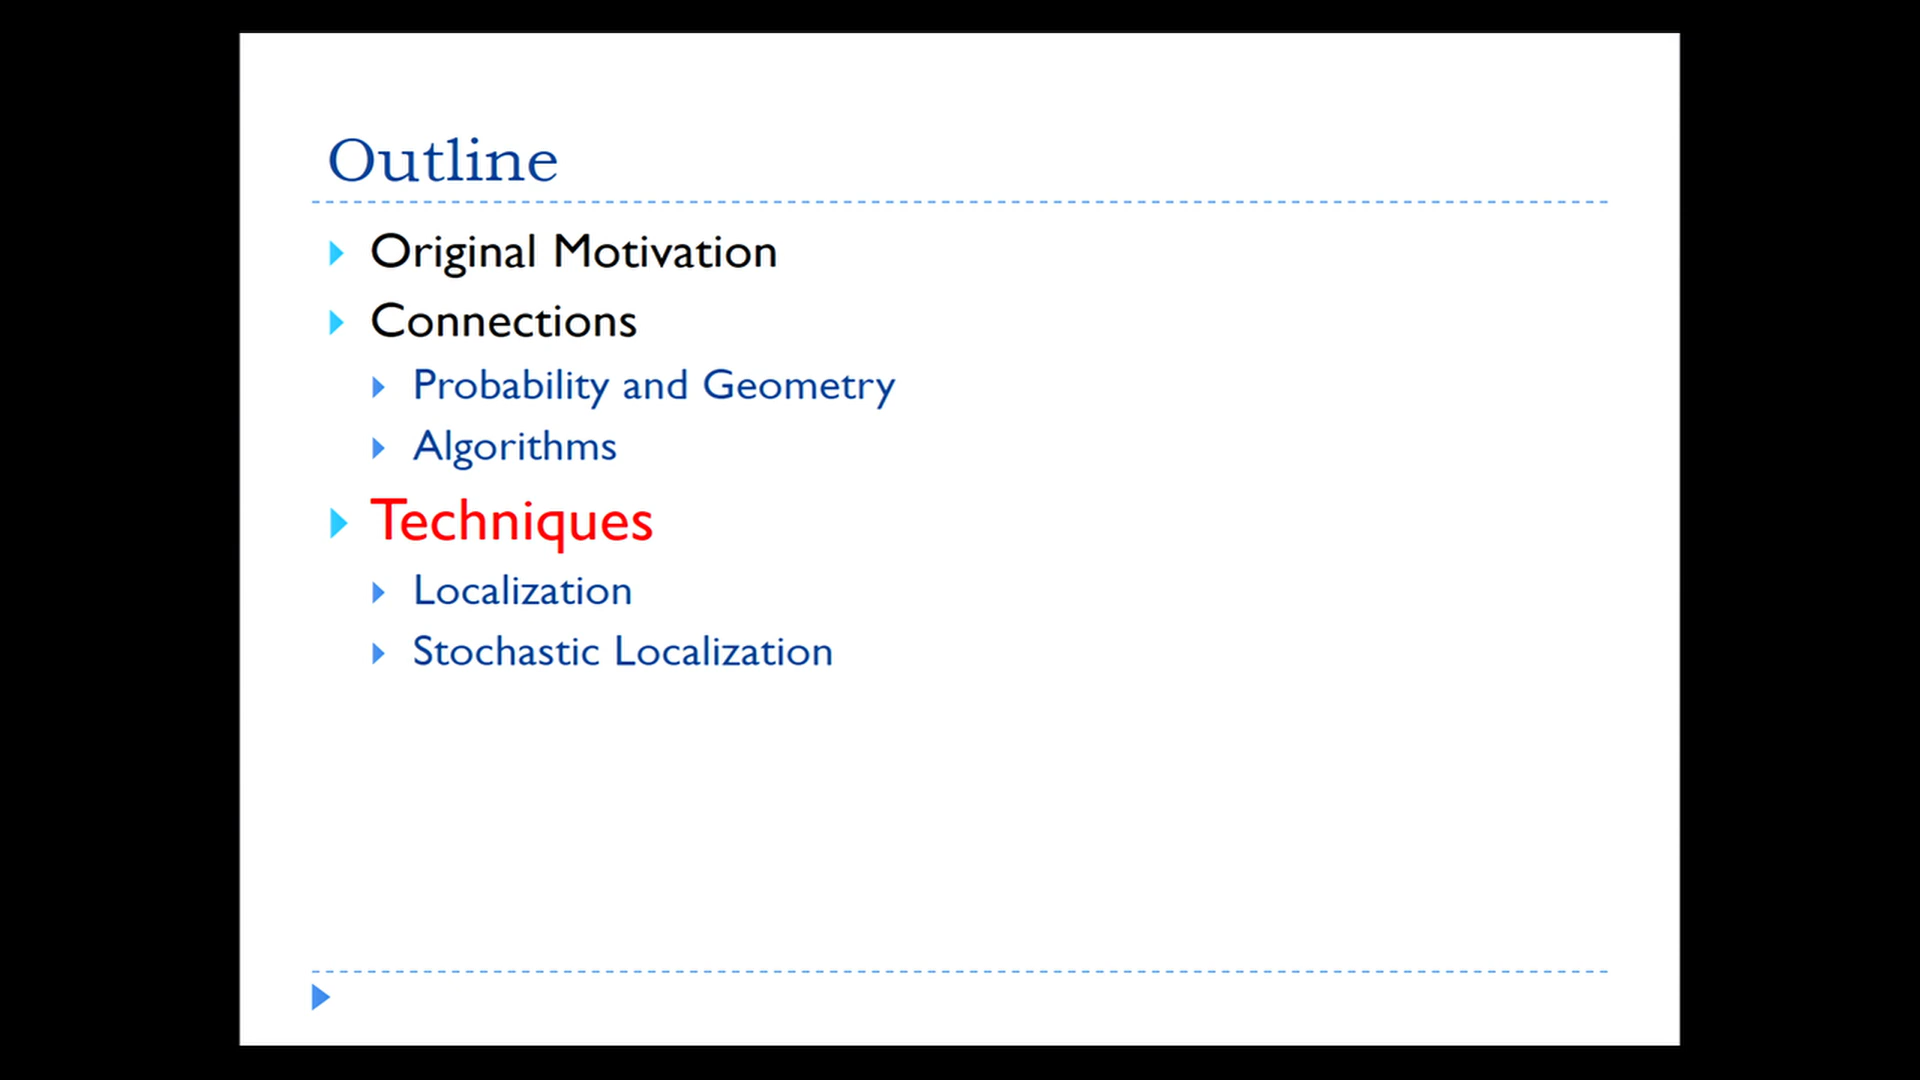 Outline
Original Motivation
Connections
Probability and Geometry
Algorithms
Techniques
Localization
Stochastic Localization